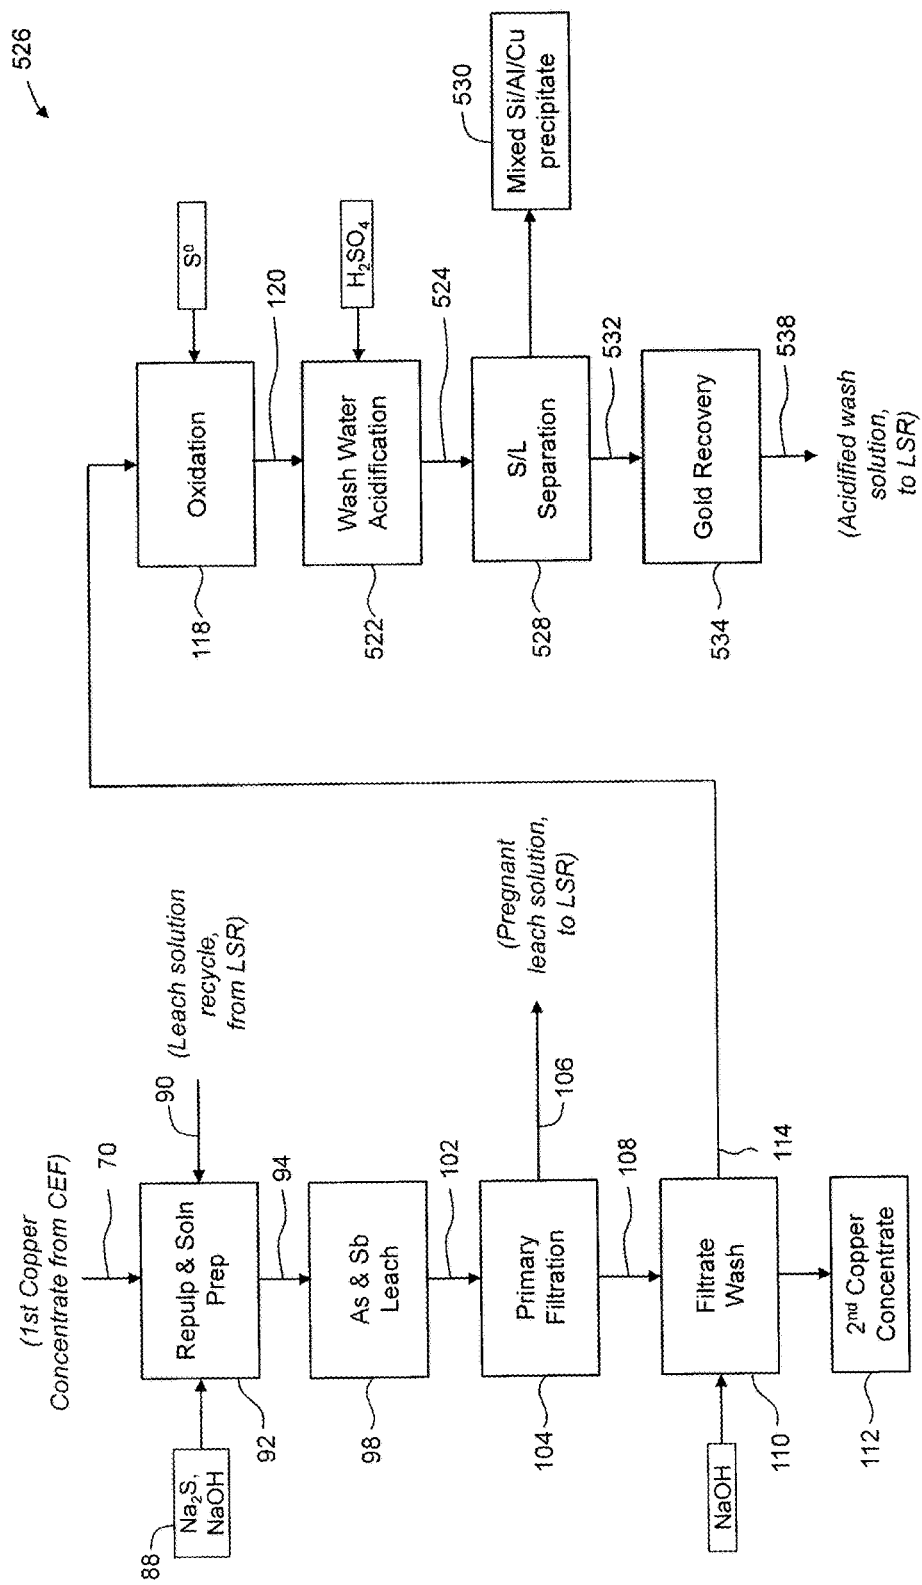 526
(1st Copper
Concentrate from CEF)
70
88
Na2S,
NaOH
90
(Leach solution
recycle,
from LSR)
Repulp & Soln
Prep
92
94
As & Sb
Leach
98
102
Primary
Filtration
104
106
(Pregnant
leach solution,
to LSR)
108
NaOH
Filtrate
Wash
110
114
2nd Copper
Concentrate
112
Oxidation
118
S0
120
Wash Water
Acidification
522
H2SO4
524
S/L
Separation
528
530
Mixed Si/Al/Cu
precipitate
532
Gold Recovery
534
538
(Acidified wash
solution,
to LSR)